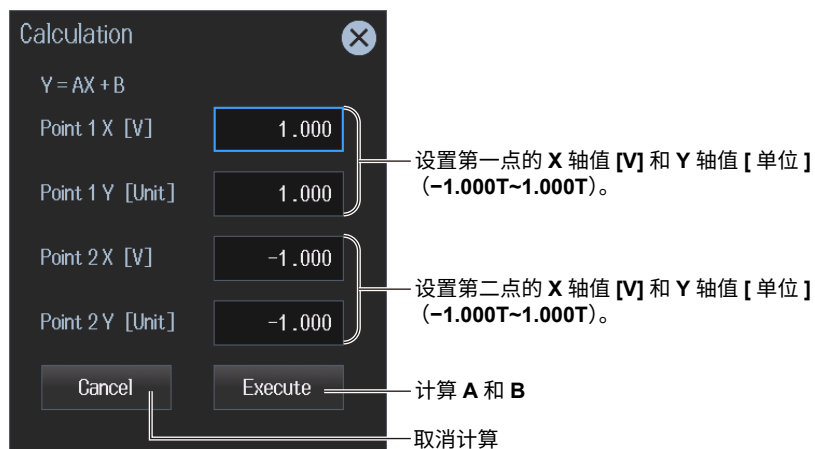 Calculation
Y = AX + B
Point 1 X [V]
1.000
设置第一点的 X 轴值 [V] 和 Y 轴值 [ 单位 ]
（−1.000T~1.000T）。
Point 1 Y [Unit]
1.000
Point 2 X [V]
−1.000
设置第二点的 X 轴值 [V] 和 Y 轴值 [ 单位 ]
（−1.000T~1.000T）。
Point 2 Y [Unit]
−1.000
Cancel
Execute
计算 A 和 B
取消计算